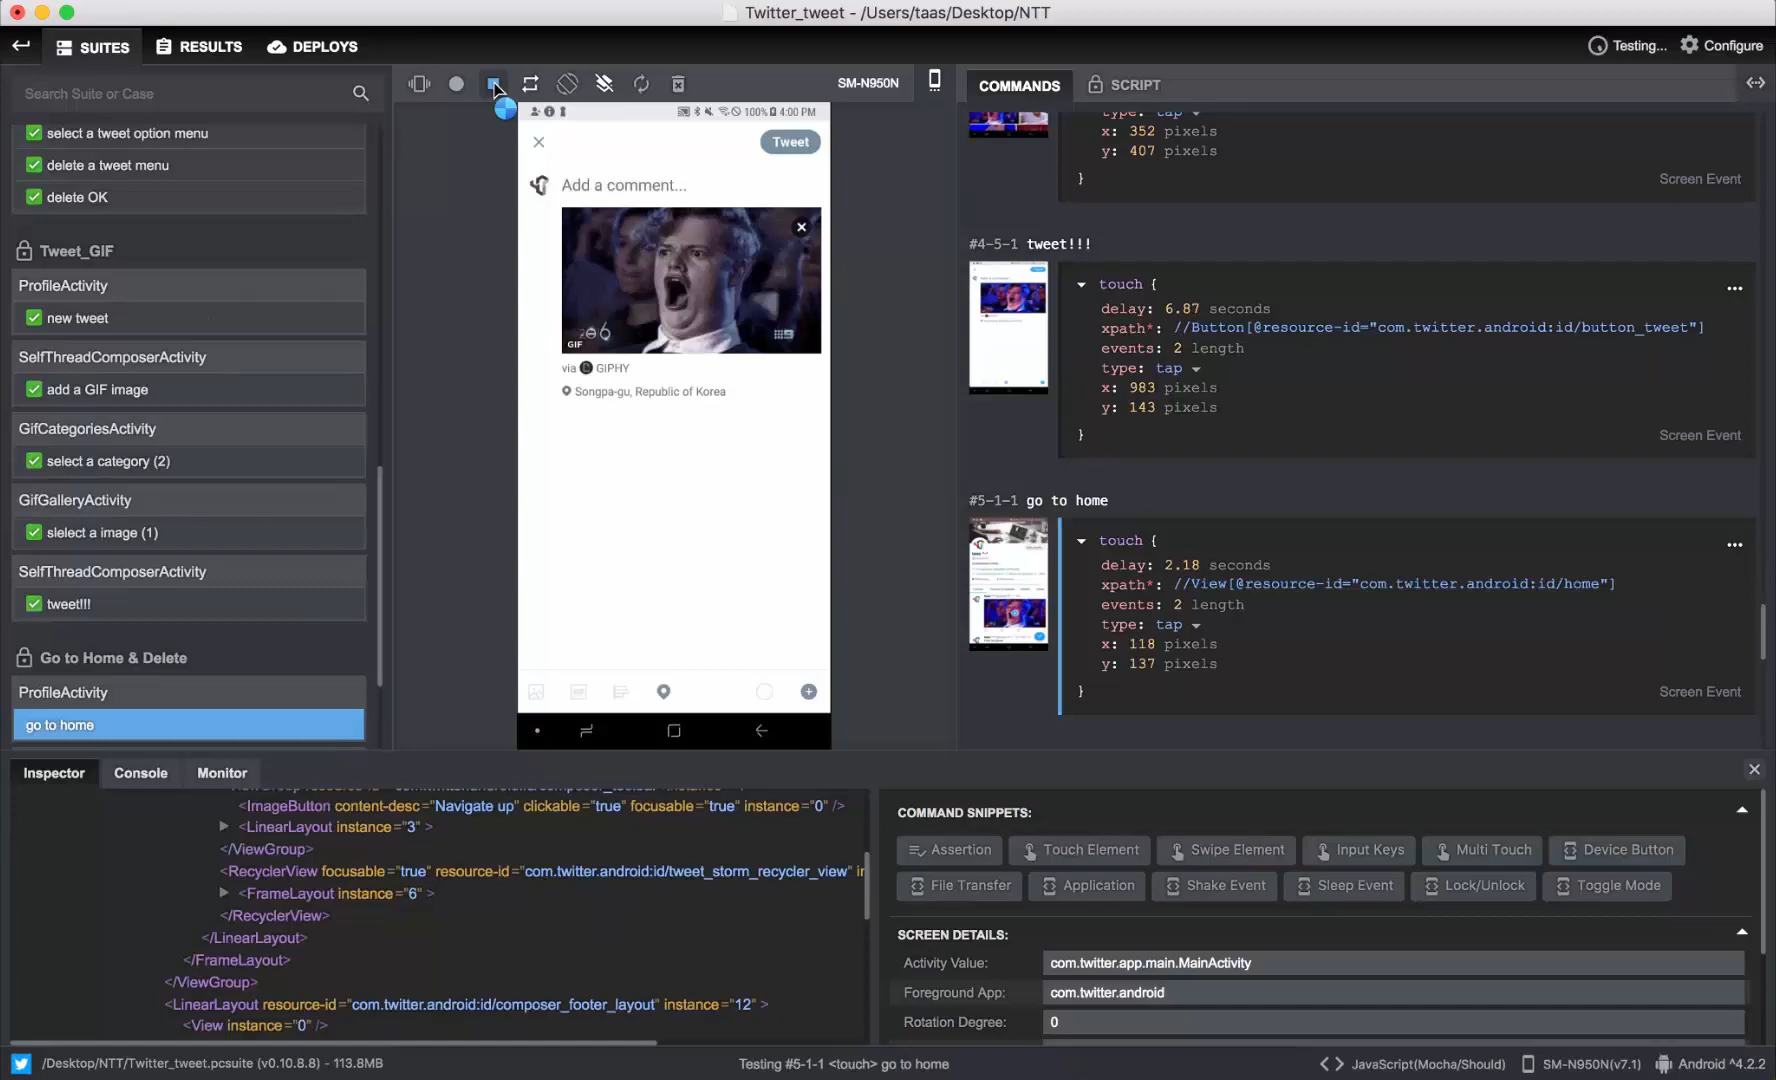 Twitter_tweet - /Users/taas/Desktop/NTT
SUITES
RESULTS
DEPLOYS
Testing...
Configure
Search Suite or Case
select a tweet option menu
delete a tweet menu
delete OK
Tweet_GIF
ProfileActivity
new tweet
SelfThreadComposerActivity
add a GIF image
GifCategoriesActivity
select a category (2)
GifGalleryActivity
slelect a image (1)
SelfThreadComposerActivity
tweet!!!
Go to Home & Delete
ProfileActivity
go to home
SM-N950N
100% 4:00 PM
Tweet
Add a comment...
GIF
via GIPHY
Songpa-gu, Republic of Korea
COMMANDS
SCRIPT
type: tap
x: 352 pixels
y: 407 pixels
}
Screen Event
#4-5-1 tweet!!!
touch {
delay: 6.87 seconds
xpath*: //Button[@resource-id="com.twitter.android:id/button_tweet"]
events: 2 length
type: tap
x: 983 pixels
y: 143 pixels
}
Screen Event
#5-1-1 go to home
touch {
delay: 2.18 seconds
xpath*: //View[@resource-id="com.twitter.android:id/home"]
events: 2 length
type: tap
x: 118 pixels
y: 137 pixels
}
Screen Event
Inspector
Console
Monitor
<ImageButton content-desc="Navigate up" clickable="true" focusable="true" instance="0" />
<LinearLayout instance="3" >
</ViewGroup>
<RecyclerView focusable="true" resource-id="com.twitter.android:id/tweet_storm_recycler_view" in
<FrameLayout instance="6" >
</RecyclerView>
</LinearLayout>
</FrameLayout>
</ViewGroup>
<LinearLayout resource-id="com.twitter.android:id/composer_footer_layout" instance="12" >
<View instance="0" />
COMMAND SNIPPETS:
Assertion
Touch Element
Swipe Element
Input Keys
Multi Touch
Device Button
File Transfer
Application
Shake Event
Sleep Event
Lock/Unlock
Toggle Mode
SCREEN DETAILS:
Activity Value: com.twitter.app.main.MainActivity
Foreground App: com.twitter.android
Rotation Degree: 0
/Desktop/NTT/Twitter_tweet.pcsuite (v0.10.8.8) - 113.8MB
Testing #5-1-1 <touch> go to home
JavaScript(Mocha/Should)
SM-N950N(v7.1)
Android ^4.2.2